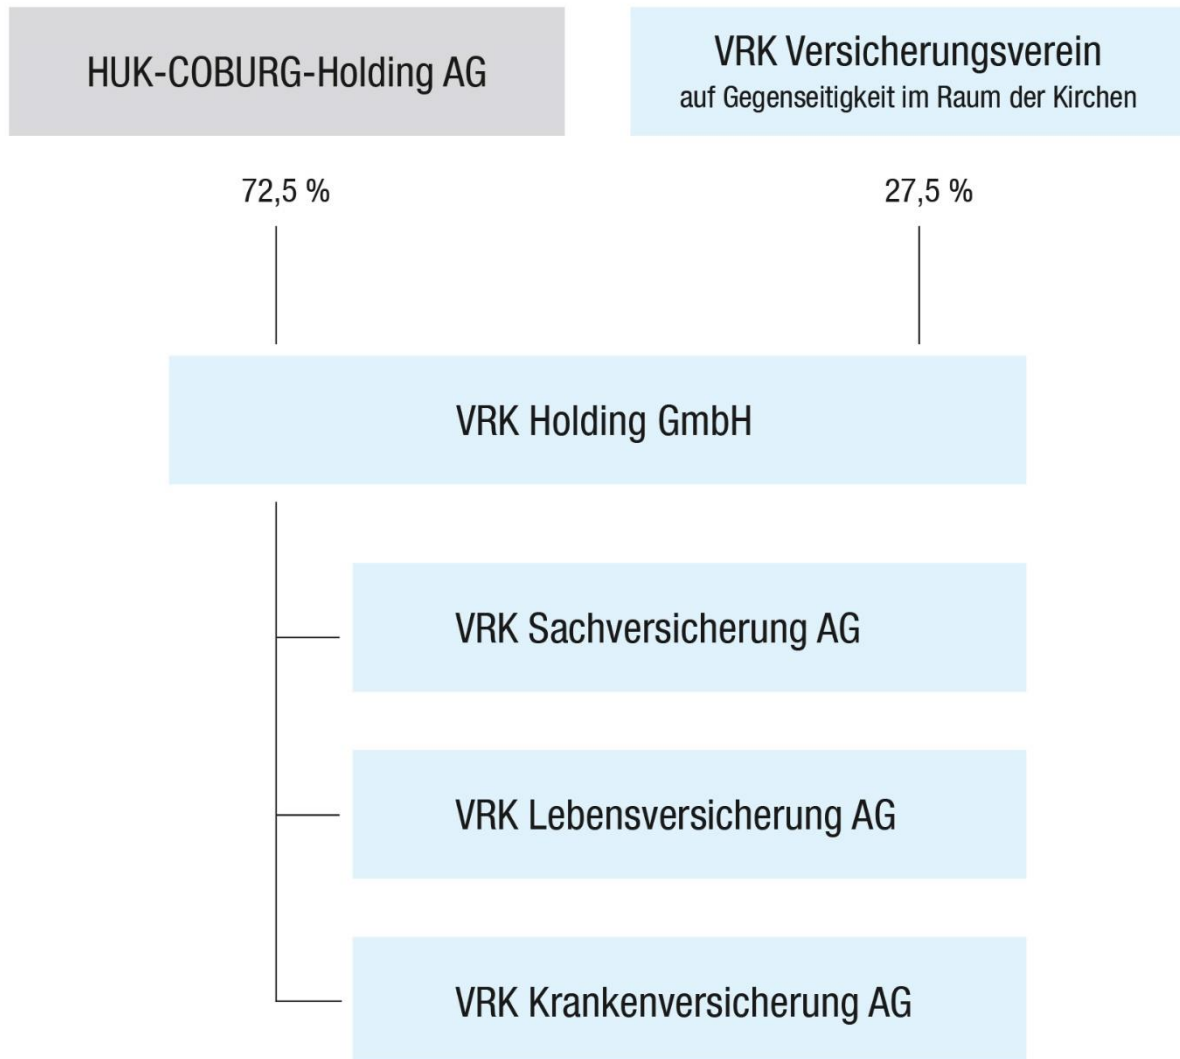 HUK-COBURG-Holding AG
VRK Versicherungsverein
auf Gegenseitigkeit im Raum der Kirchen
72,5 %
27,5 %
VRK Holding GmbH
VRK Sachversicherung AG
VRK Lebensversicherung AG
VRK Krankenversicherung AG